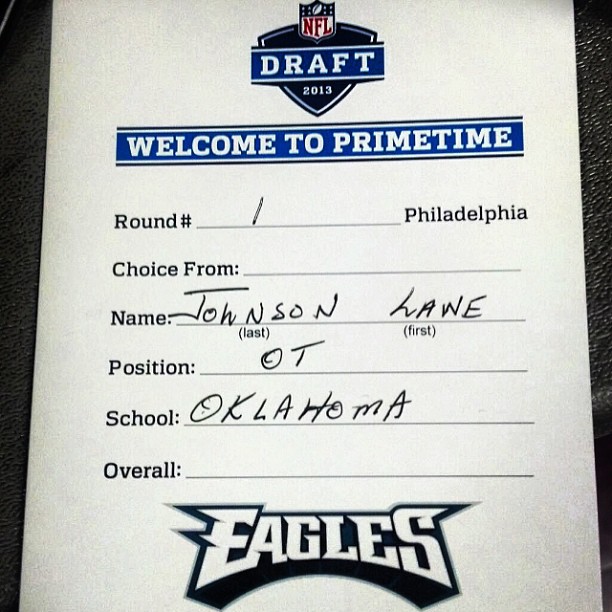 NFL
DRAFT
2013
WELCOME TO PRIMETIME
Round# 1 Philadelphia
Choice From:
Name: JOHNSON LANE
(last) (first)
Position: OT
School: OKLAHOMA
Overall:
EAGLES